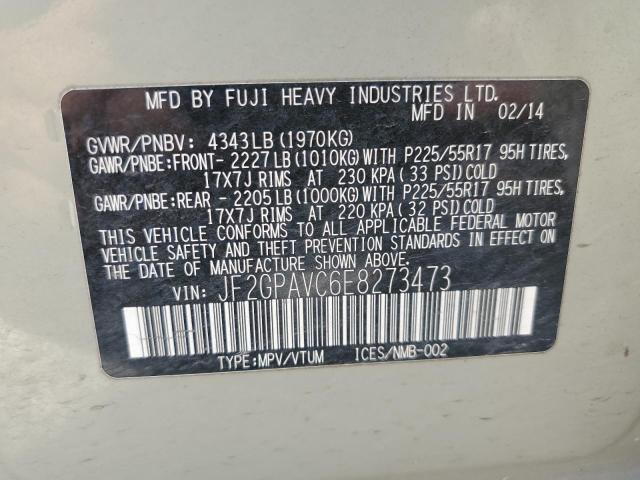 MFD BY FUJI HEAVY INDUSTRIES LTD.
MFD IN 02/14
GVWR/PNBV: 4343LB(1970KG)
GAWR/PNBE:FRONT- 2227LB(1010KG)WITH P225/55R17 95H TIRES,
17X7J RIMS AT 230 KPA( 33 PSI)COLD
GAWR/PNBE:REAR - 2205LB(1000KG)WITH P225/55R17 95H TIRES,
17X7J RIMS AT 220 KPA( 32 PSI)COLD
THIS VEHICLE CONFORMS TO ALL APPLICABLE FEDERAL MOTOR
VEHICLE SAFETY AND THEFT PREVENTION STANDARDS IN EFFECT ON
THE DATE OF MANUFACTURE SHOWN ABOVE.
VIN: JF2GPAVC6E8273473
TYPE:MPV/VTUM ICES/NMB-002